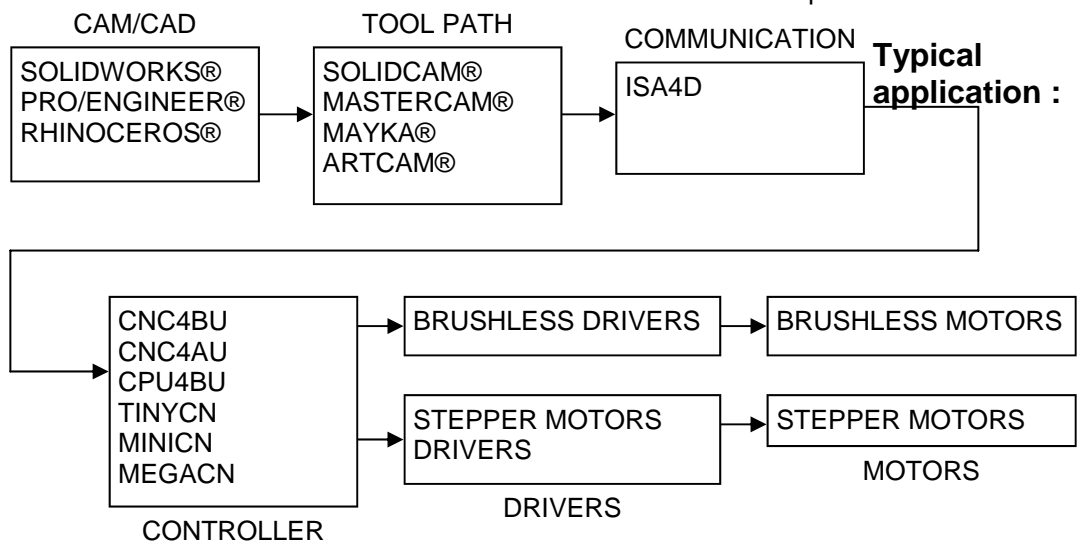 CAM/CAD
SOLIDWORKS®
PRO/ENGINEER®
RHINOCEROS®
TOOL PATH
SOLIDCAM®
MASTERCAM®
MAYKA®
ARTCAM®
COMMUNICATION
ISA4D
Typical
application :
CNC4BU
CNC4AU
CPU4BU
TINYCN
MINICN
MEGACN
CONTROLLER
BRUSHLESS DRIVERS
STEPPER MOTORS
DRIVERS
DRIVERS
BRUSHLESS MOTORS
STEPPER MOTORS
MOTORS